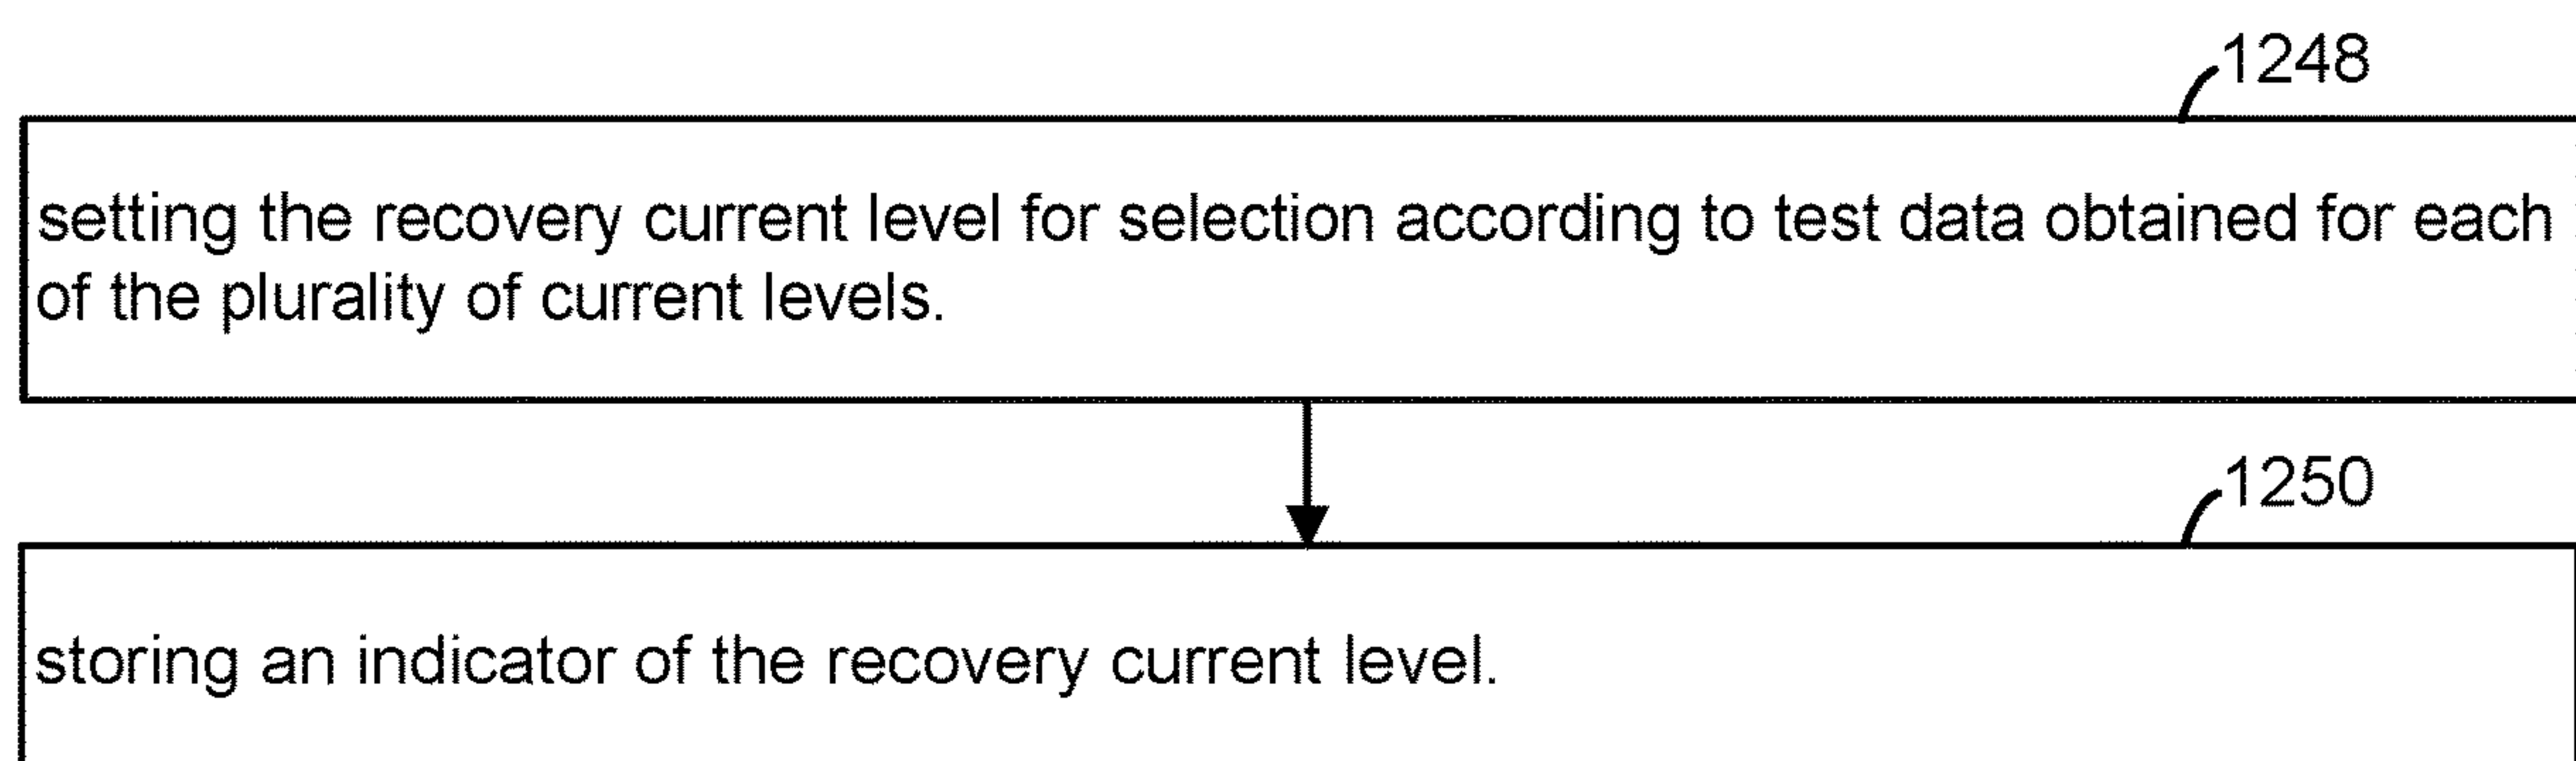 1248
setting the recovery current level for selection according to test data obtained for each
of the plurality of current levels.
1250
storing an indicator of the recovery current level.